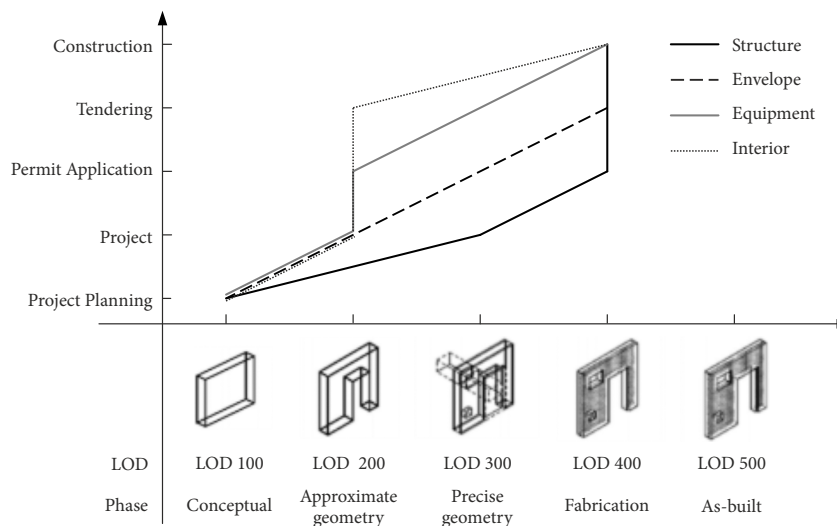 Construction
Tendering
Permit Application
Project
Project Planning
Structure
Envelope
Equipment
Interior
LOD LOD 100 LOD 200 LOD 300 LOD 400 LOD 500
Phase Conceptual Approximate geometry Precise geometry Fabrication As-built